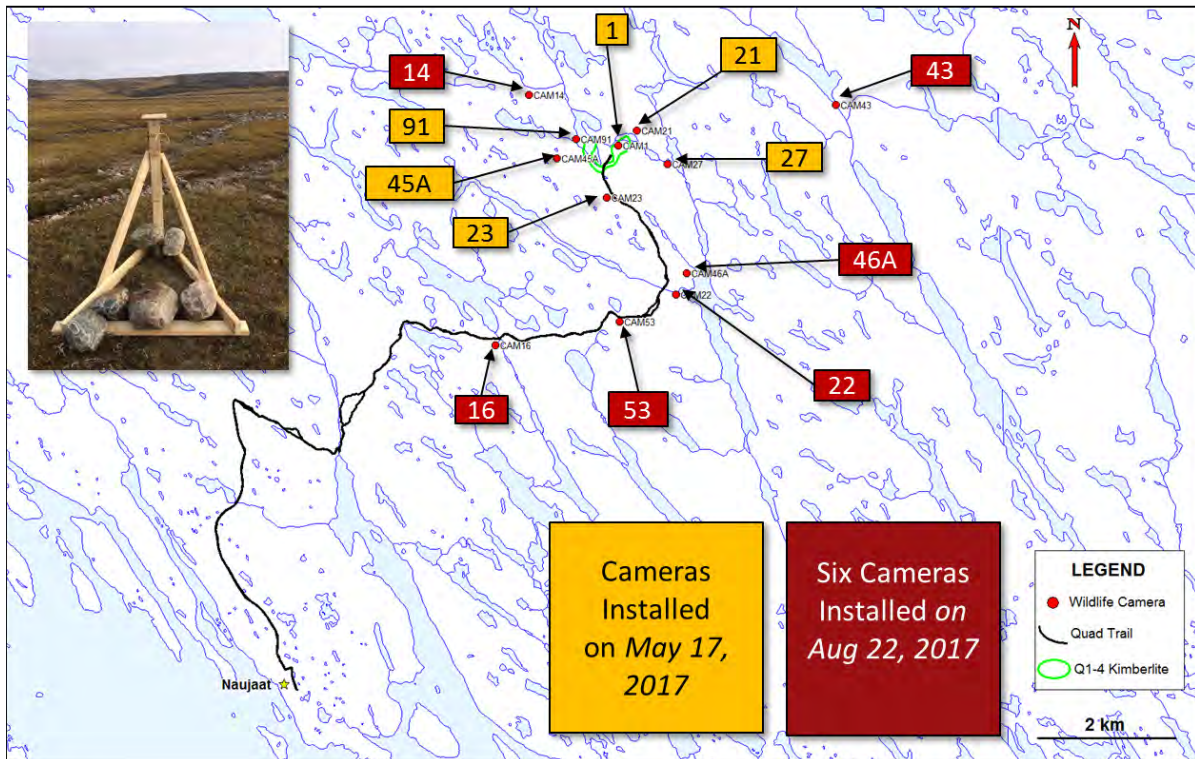 1
N
21
14
43
CAM14
CAM43
91
CAM21
CAM91
CAM1
27
CAM45A
CAM27
45A
CAM23
23
46A
CAM46A
CAM22
CAM53
CAM16
22
16
53
Cameras
Installed
on May 17,
2017
Six Cameras
Installed on
Aug 22, 2017
LEGEND
Wildlife Camera
Quad Trail
Q1-4 Kimberlite
Naujaat
2 km